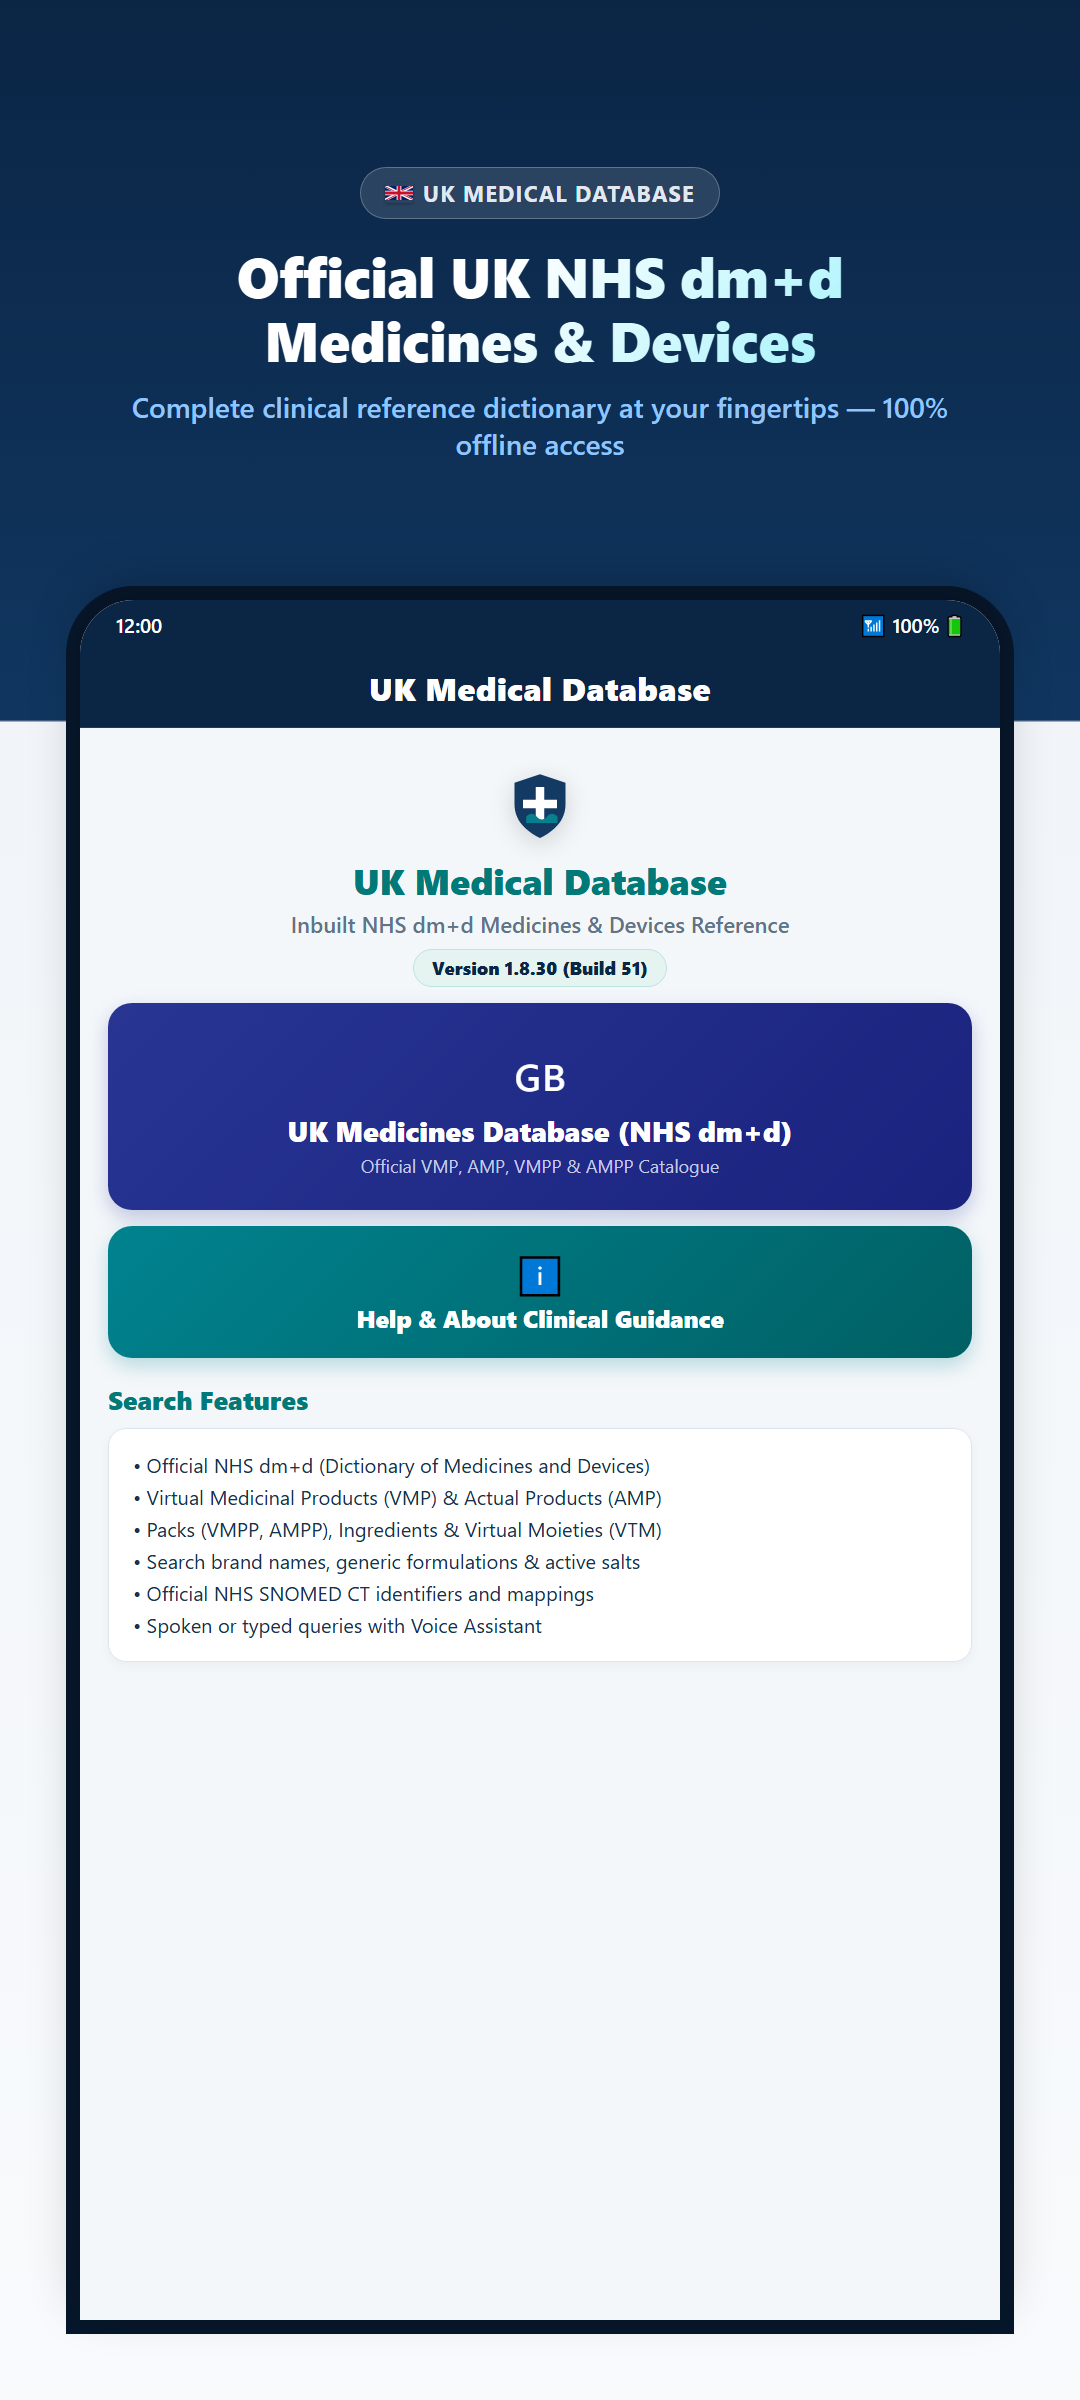 🇬🇧 UK MEDICAL DATABASE
Official UK NHS dm+d
Medicines & Devices
Complete clinical reference dictionary at your fingertips — 100%
offline access
12:00
100%
UK Medical Database
UK Medical Database
Inbuilt NHS dm+d Medicines & Devices Reference
Version 1.8.30 (Build 51)
GB
UK Medicines Database (NHS dm+d)
Official VMP, AMP, VMPP & AMPP Catalogue
i
Help & About Clinical Guidance
Search Features
• Official NHS dm+d (Dictionary of Medicines and Devices)
• Virtual Medicinal Products (VMP) & Actual Products (AMP)
• Packs (VMPP, AMPP), Ingredients & Virtual Moieties (VTM)
• Search brand names, generic formulations & active salts
• Official NHS SNOMED CT identifiers and mappings
• Spoken or typed queries with Voice Assistant